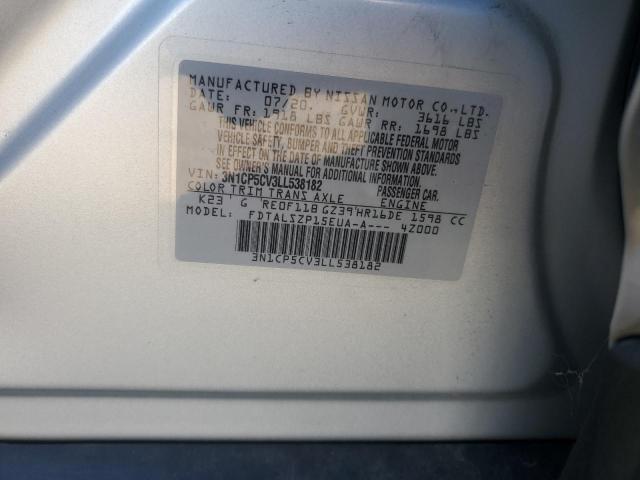 MANUFACTURED BY NISSAN MOTOR CO., LTD.
DATE: 07/20. GVWR: 3616 LBS
GAWR FR: 1918 LBS GAWR RR: 1698 LBS
THIS VEHICLE CONFORMS TO ALL APPLICABLE FEDERAL MOTOR
VEHICLE SAFETY, BUMPER AND THEFT PREVENTION STANDARDS
IN EFFECT ON THE DATE OF MANUFACTURE SHOWN ABOVE.
SEE OWNER'S MANUAL FOR ADDITIONAL INFORMATION.
VIN: 3N1CP5CV3LL538182 PASSENGER CAR.
COLOR TRIM TRANS AXLE ENGINE
K23 G RE0F11B GZ39 HR16DE 1598 CC
MODEL: FDTALSZP15EUA-A--- 4Z000
3N1CP5CV3LL538182